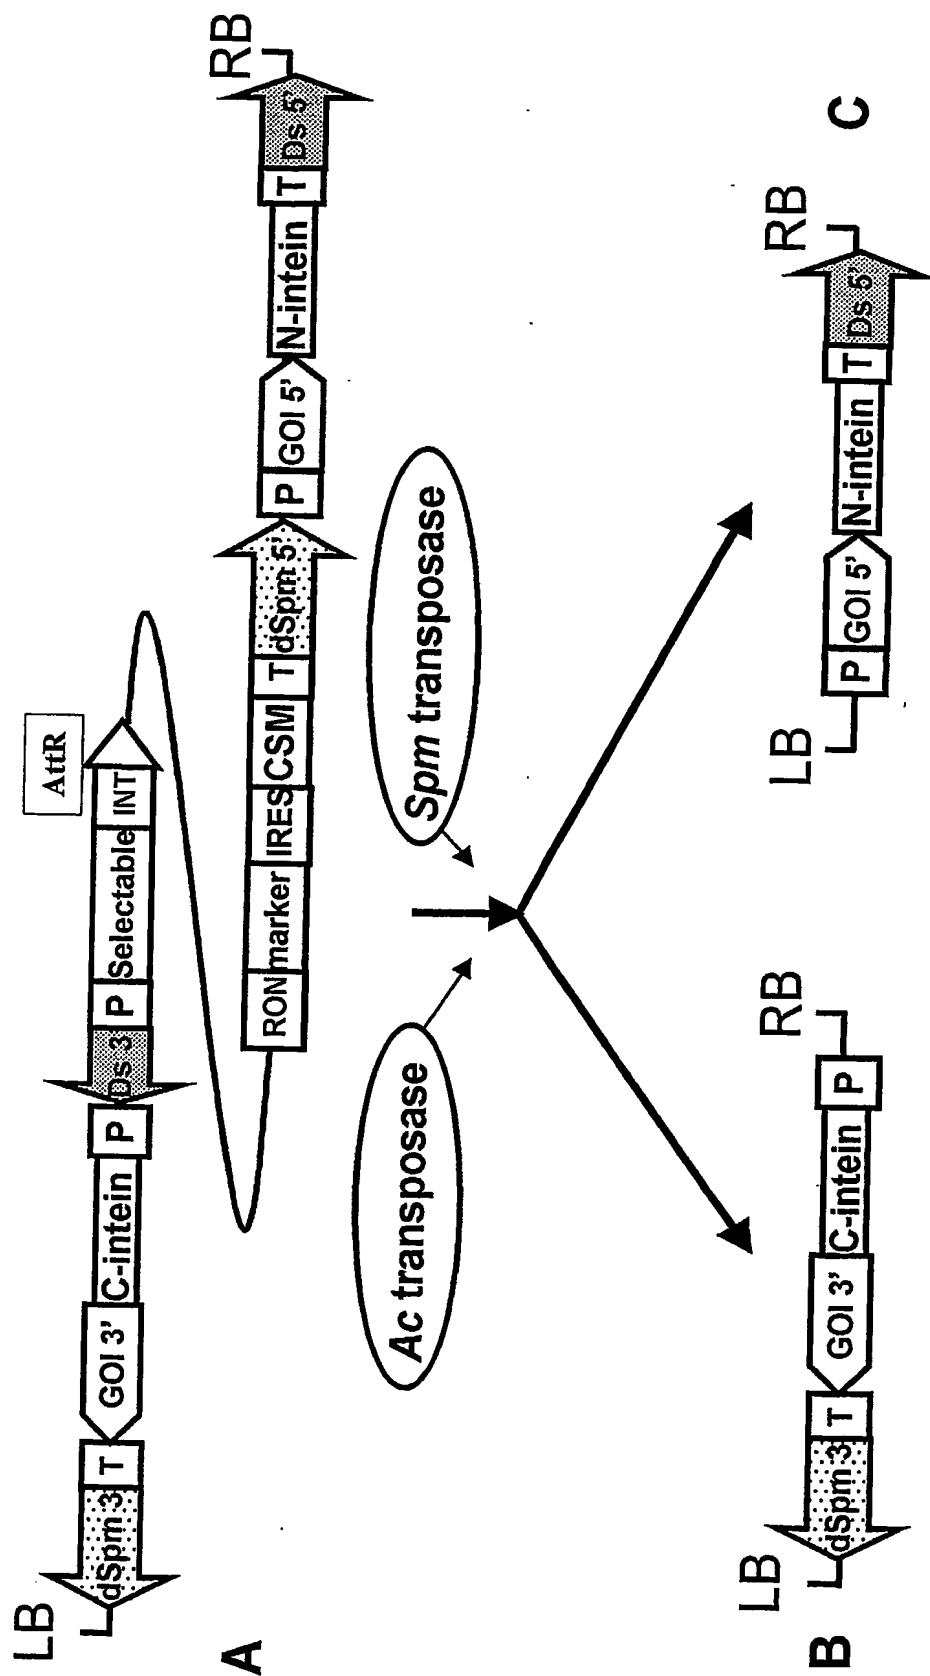 LB
dSpm 3'
T
GOI 3'
C-intein
P
Ds 3'
P
Selectable
INT
AttR
A
RON
marker
IRES
CSM
T
dSpm 5'
P
GOI 5'
N-intein
T
Ds 5'
RB
Ac transposase
Spm transposase
B
LB
dSpm 3'
T
GOI 3'
C-intein
P
RB
LB
P
GOI 5'
N-intein
T
Ds 5'
RB
C